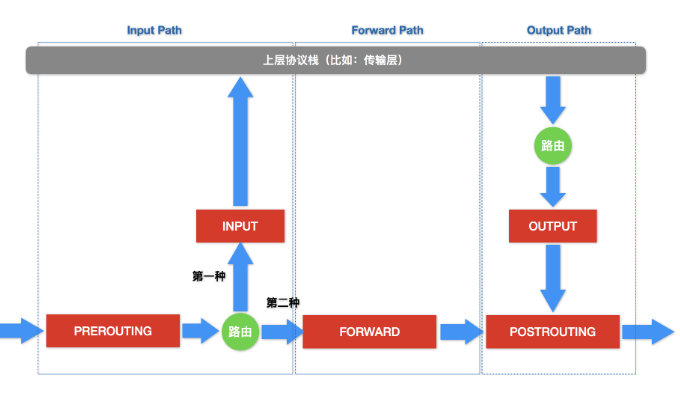 Input Path
Forward Path
Output Path
上层协议栈（比如：传输层）
路由
INPUT
OUTPUT
第一种
第二种
PREROUTING
路由
FORWARD
POSTROUTING